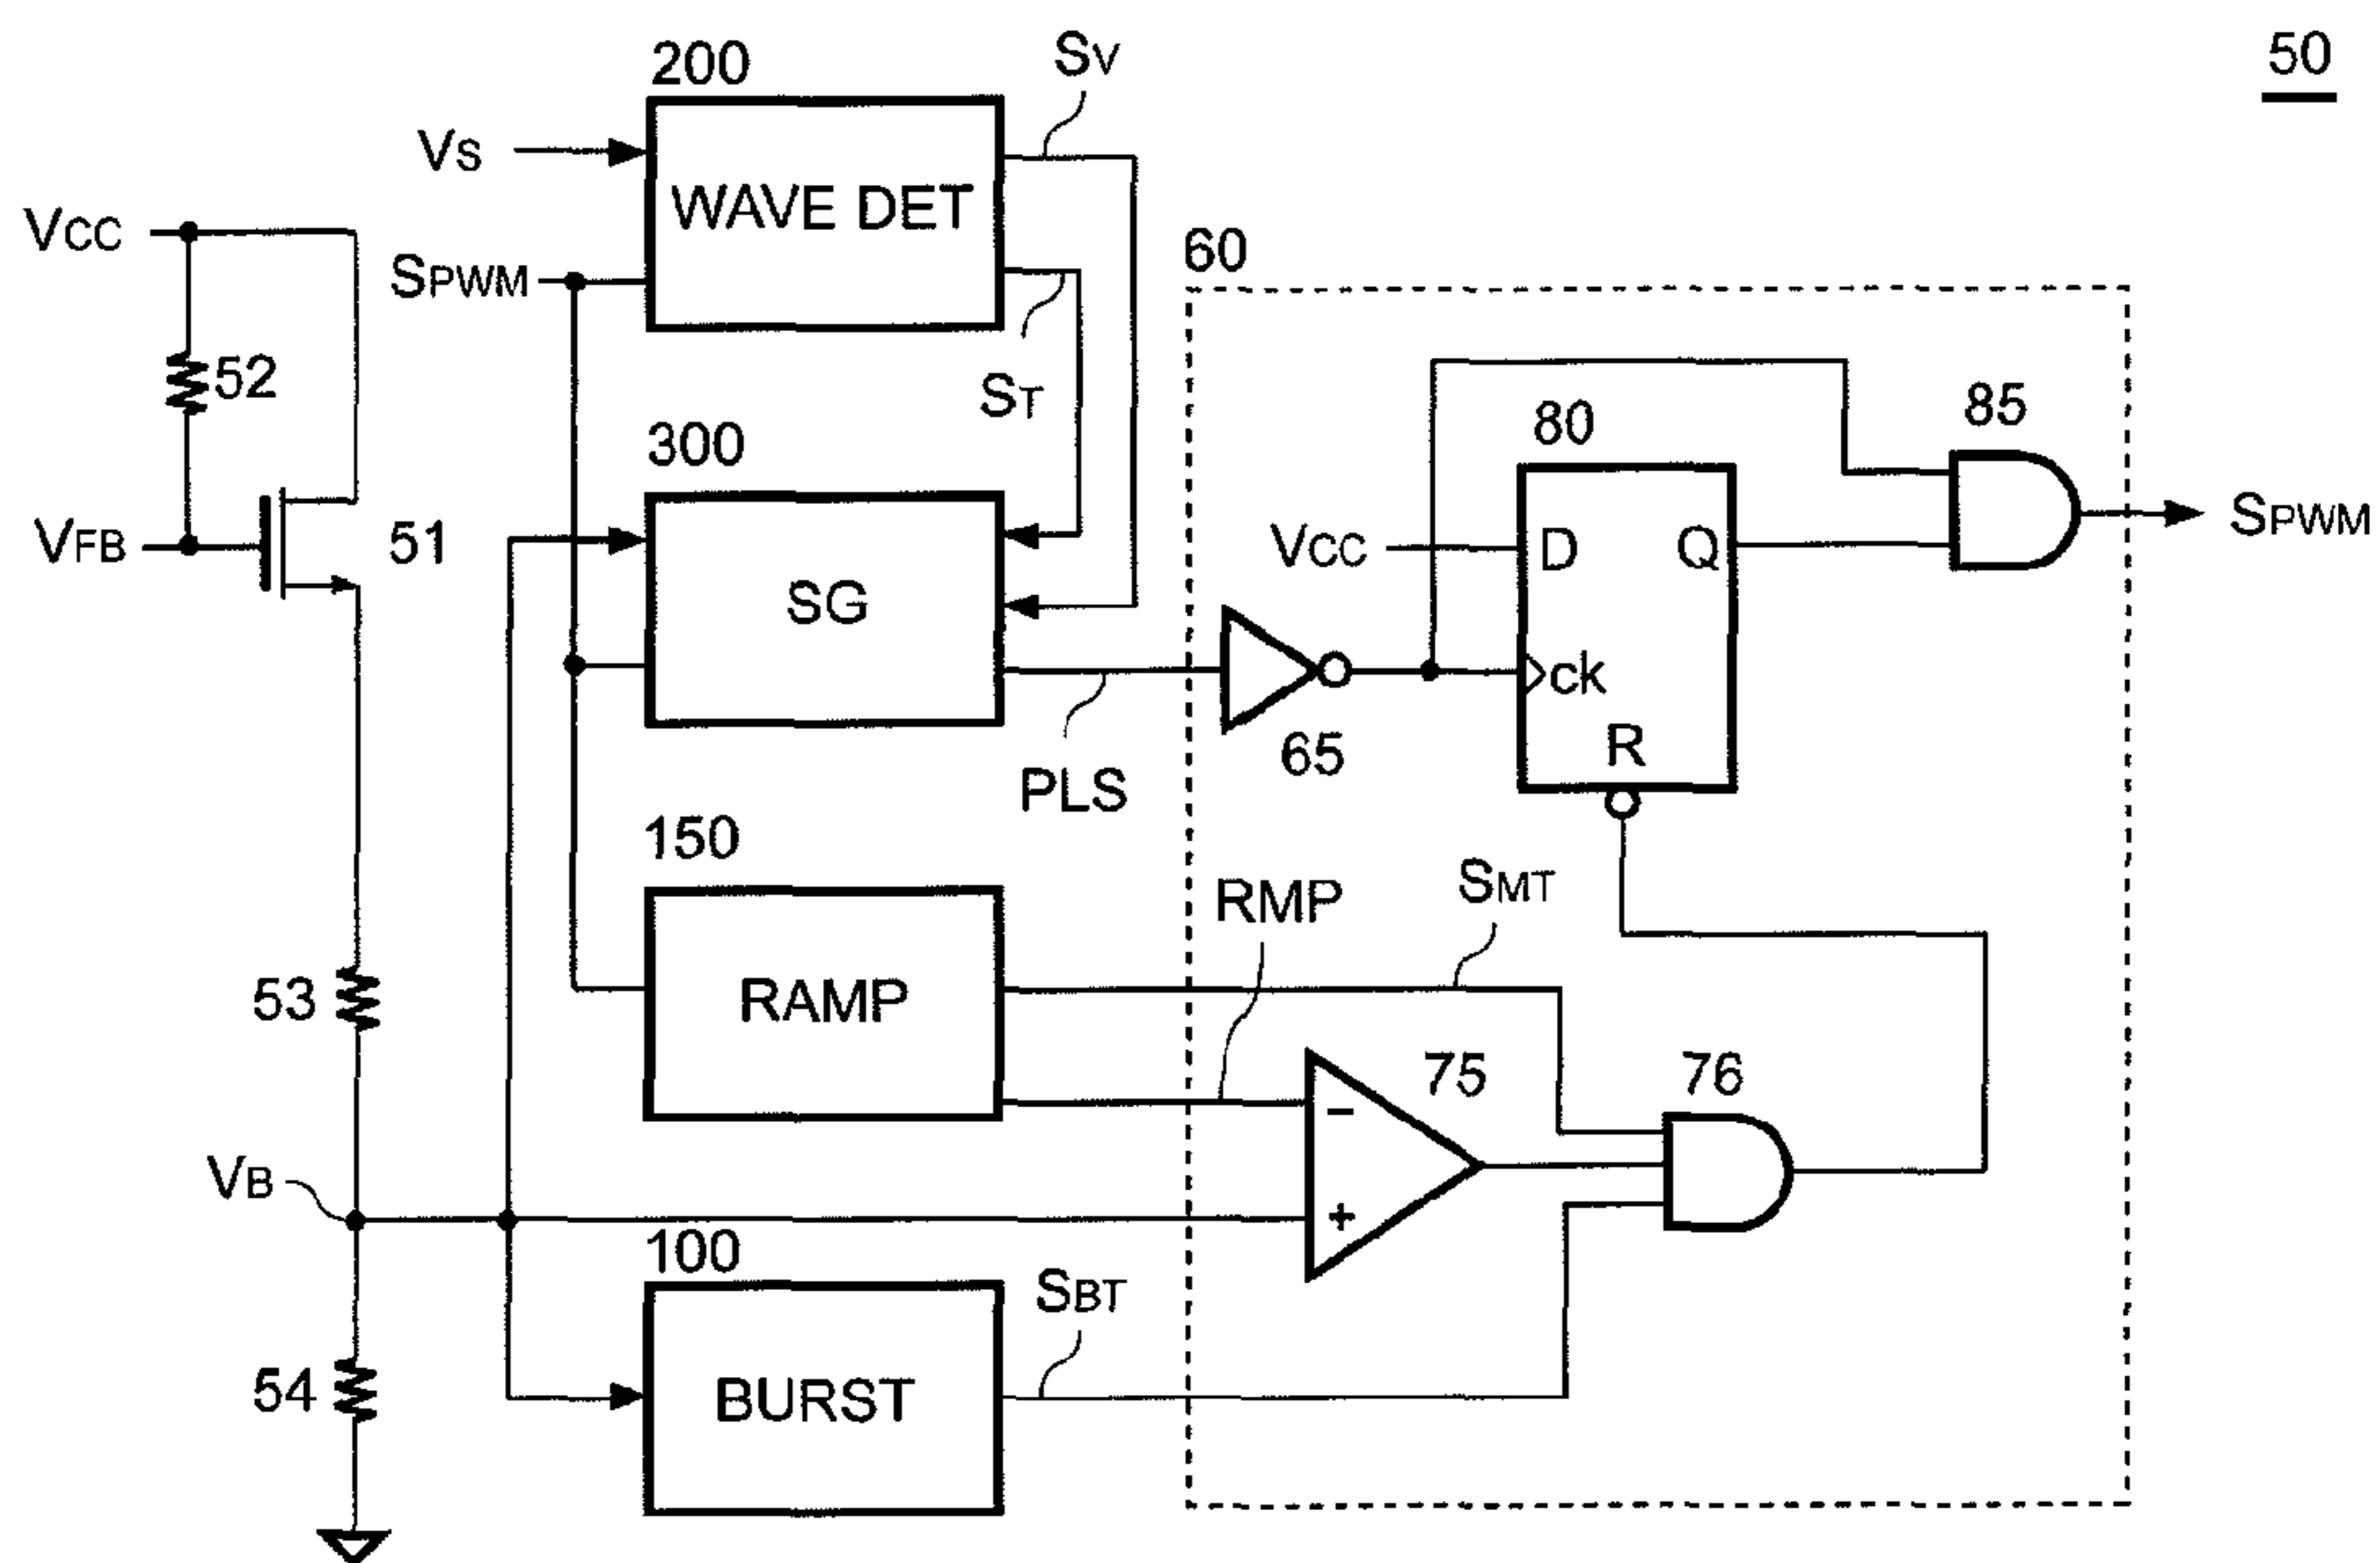 50
200
SV
VS
WAVE DET
VCC
SPWM
60
52
ST
300
80
85
VFB
51
VCC
D
Q
SPWM
SG
ck
R
65
PLS
150
RMP
SMT
53
RAMP
75
76
-
VB
+
100
SBT
54
BURST